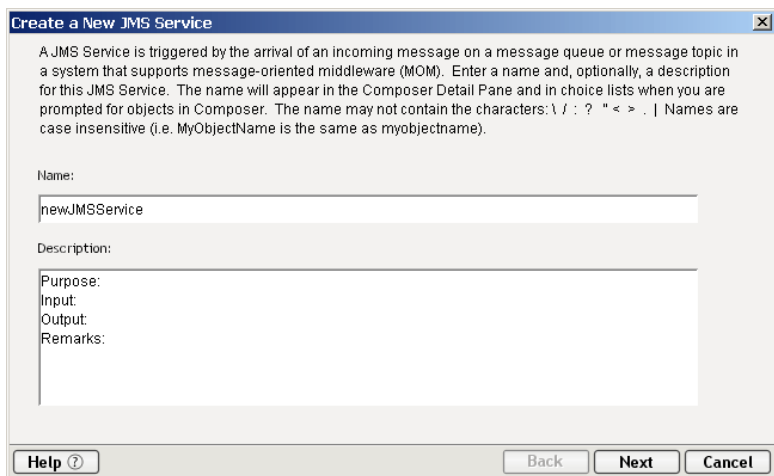 Create a New JMS Service
A JMS Service is triggered by the arrival of an incoming message on a message queue or message topic in
a system that supports message-oriented middleware (MOM). Enter a name and, optionally, a description
for this JMS Service. The name will appear in the Composer Detail Pane and in choice lists when you are
prompted for objects in Composer. The name may not contain the characters: \ / : ? " < > . | Names are
case insensitive (i.e. MyObjectName is the same as myobjectname).
Name:
newJMSService
Description:
Purpose:
Input:
Output:
Remarks:
Help ? Back Next Cancel